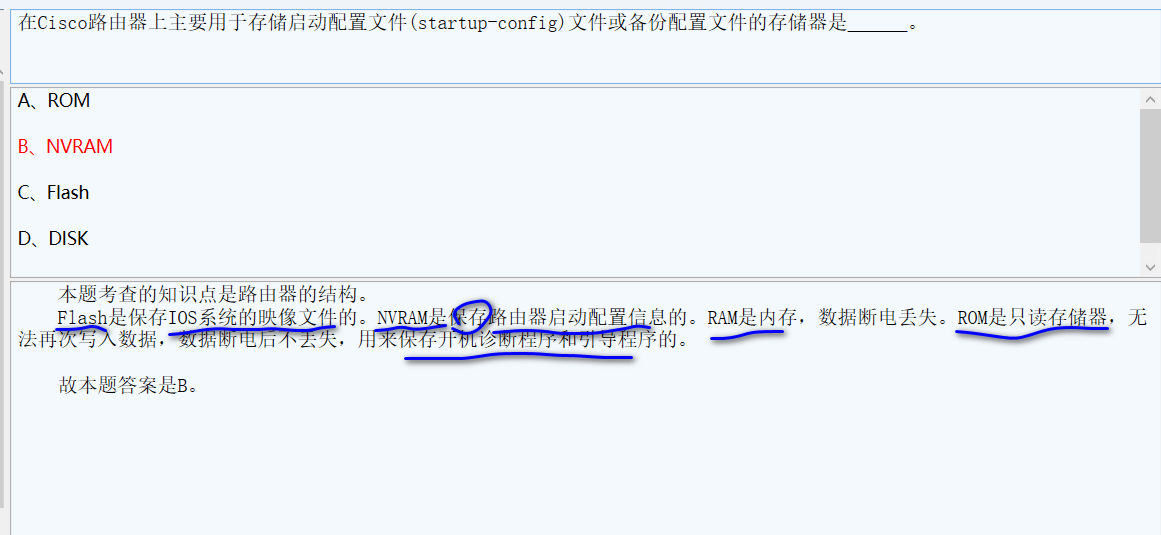 在Cisco路由器上主要用于存储启动配置文件(startup-config)文件或备份配置文件的存储器是______。
A、ROM
B、NVRAM
C、Flash
D、DISK
本题考查的知识点是路由器的结构。
Flash是保存IOS系统的映像文件的。NVRAM是保存路由器启动配置信息的。RAM是内存，数据断电丢失。ROM是只读存储器，无
法再次写入数据，数据断电后不丢失，用来保存开机诊断程序和引导程序的。
故本题答案是B。